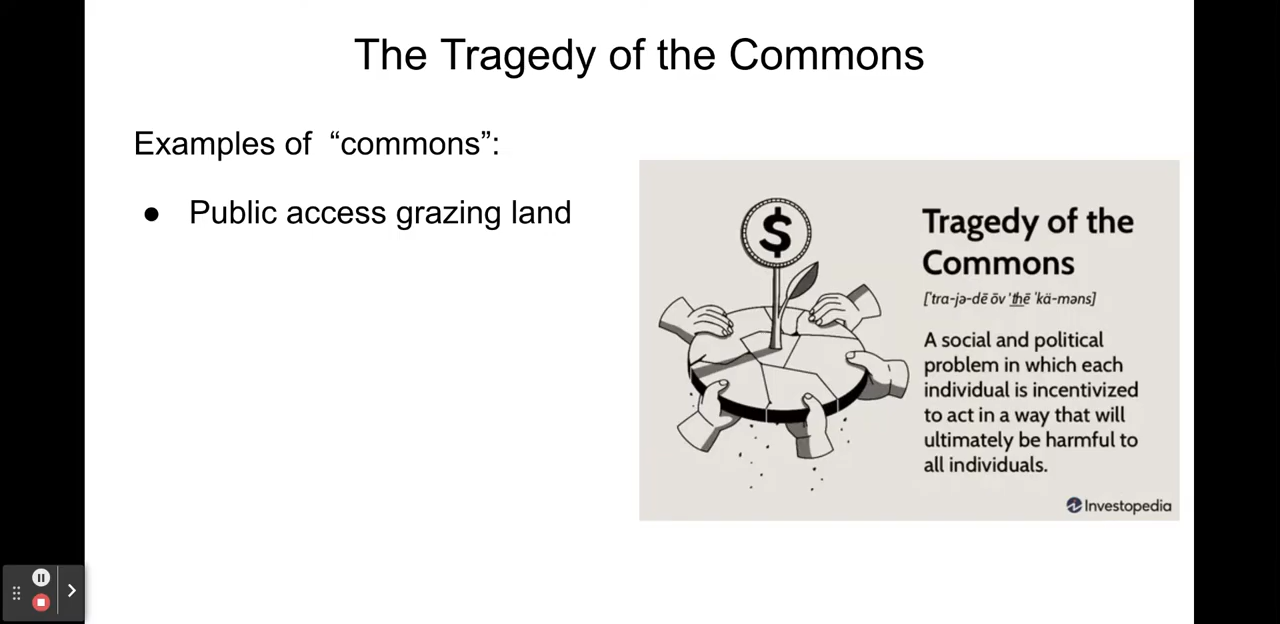 The Tragedy of the Commons
Examples of “commons”:
● Public access grazing land
$
Tragedy of the
Commons
['tra-jə-dē ōv 'thē 'kä-məns]
A social and political
problem in which each
individual is incentivized
to act in a way that will
ultimately be harmful to
all individuals.
Investopedia